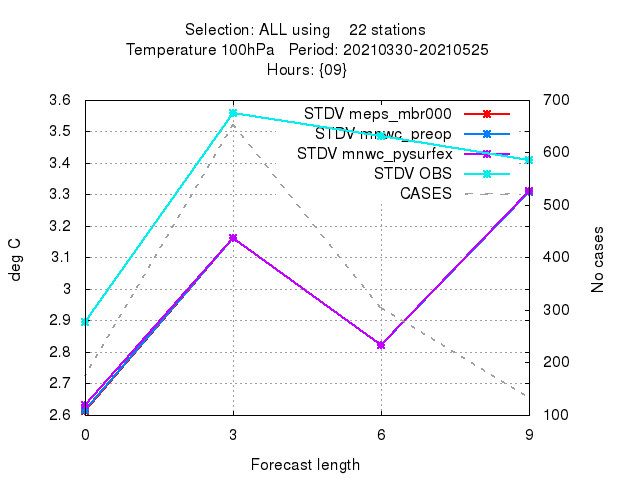 Selection: ALL using 22 stations
Temperature 100hPa Period: 20210330-20210525
Hours: {09}
STDV meps_mbr000
STDV mnwc_preop
STDV mnwc_pysurfex
STDV OBS
CASES
3.6
3.5
3.4
3.3
3.2
3.1
3
2.9
2.8
2.7
2.6
deg C
700
600
500
400
300
200
100
No cases
0 3 6 9
Forecast length